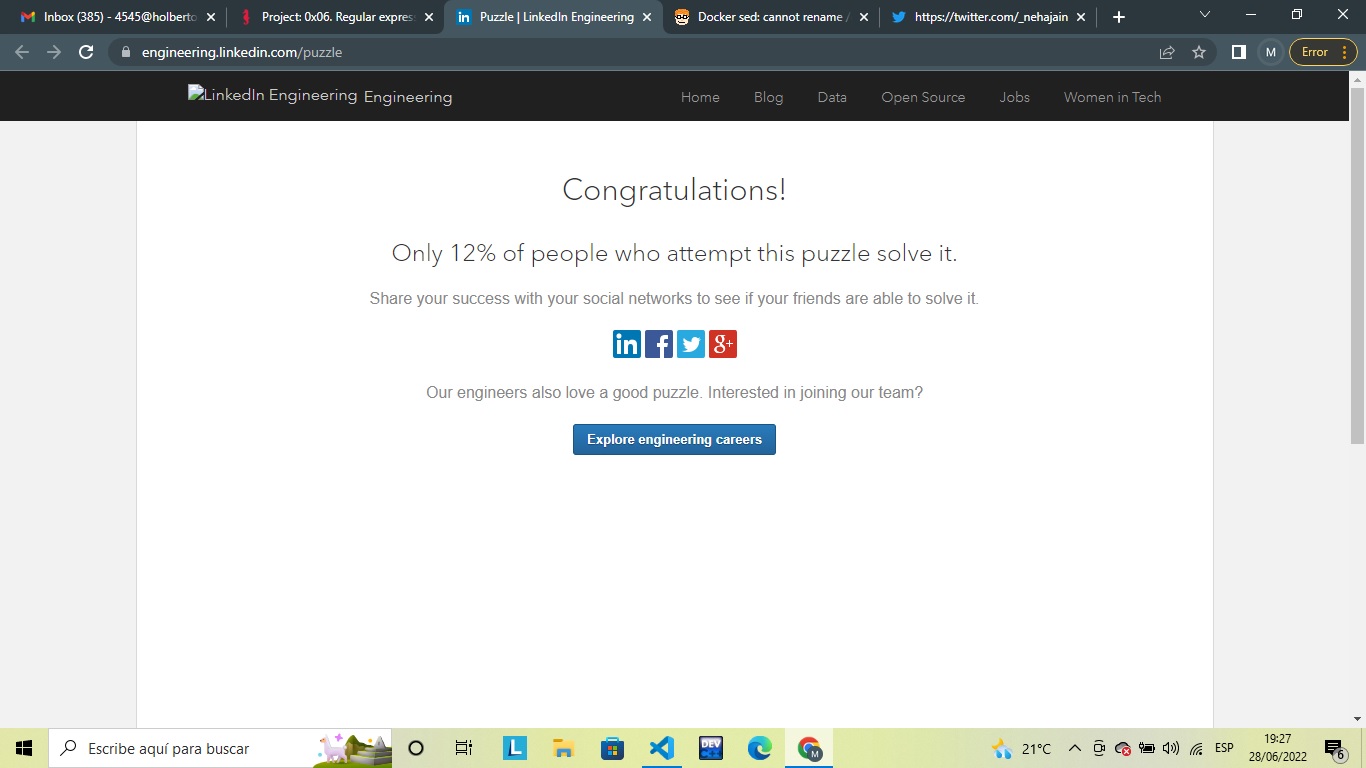 Inbox (385) - 4545@holberto
Project: 0x06. Regular expres
Puzzle | LinkedIn Engineering
Docker sed: cannot rename /
https://twitter.com/_nehajain
engineering.linkedin.com/puzzle
M
Error
LinkedIn Engineering Engineering
Home
Blog
Data
Open Source
Jobs
Women in Tech
Congratulations!
Only 12% of people who attempt this puzzle solve it.
Share your success with your social networks to see if your friends are able to solve it.
in f g+
Our engineers also love a good puzzle. Interested in joining our team?
Explore engineering careers
Escribe aquí para buscar
L
DEV
M
21°C
ESP
19:27
28/06/2022
6